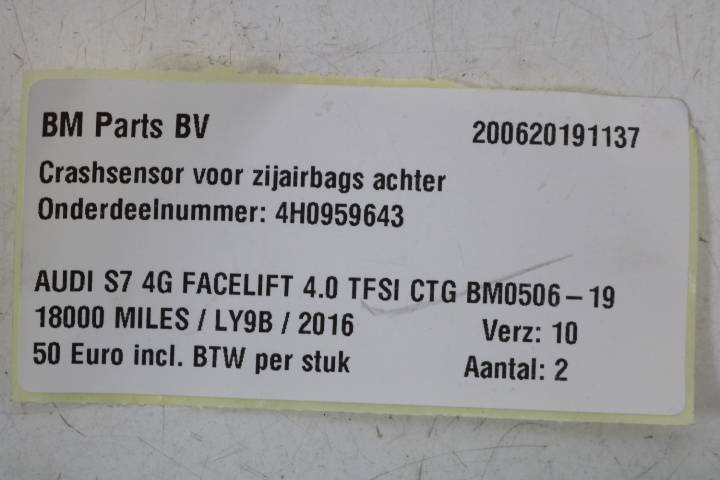 BM Parts BV 200620191137
Crashsensor voor zijairbags achter
Onderdeelnummer: 4H0959643
AUDI S7 4G FACELIFT 4.0 TFSI CTG BM0506-19
18000 MILES / LY9B / 2016 Verz: 10
50 Euro incl. BTW per stuk Aantal: 2